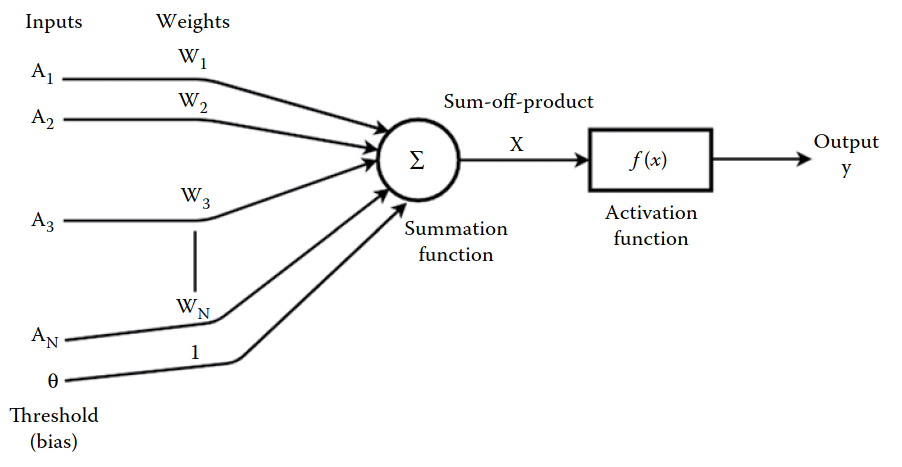 Inputs
Weights
A1
W1
A2
W2
A3
W3
AN
WN
θ
1
Threshold
(bias)
Σ
Summation
function
Sum-off-product
X
f(x)
Activation
function
Output
y